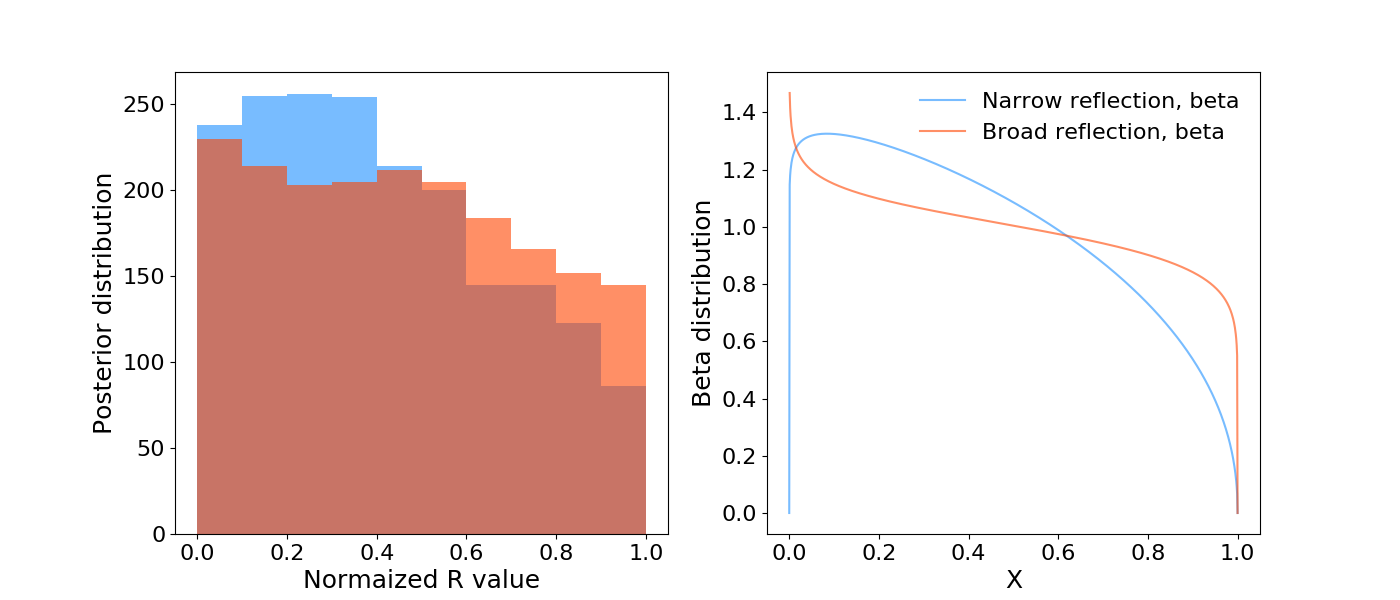 Posterior distribution
250
200
150
100
50
0
0.0 0.2 0.4 0.6 0.8 1.0
Normaized R value
Beta distribution
1.4
1.2
1.0
0.8
0.6
0.4
0.2
0.0
0.0 0.2 0.4 0.6 0.8 1.0
X
Narrow reflection, beta
Broad reflection, beta